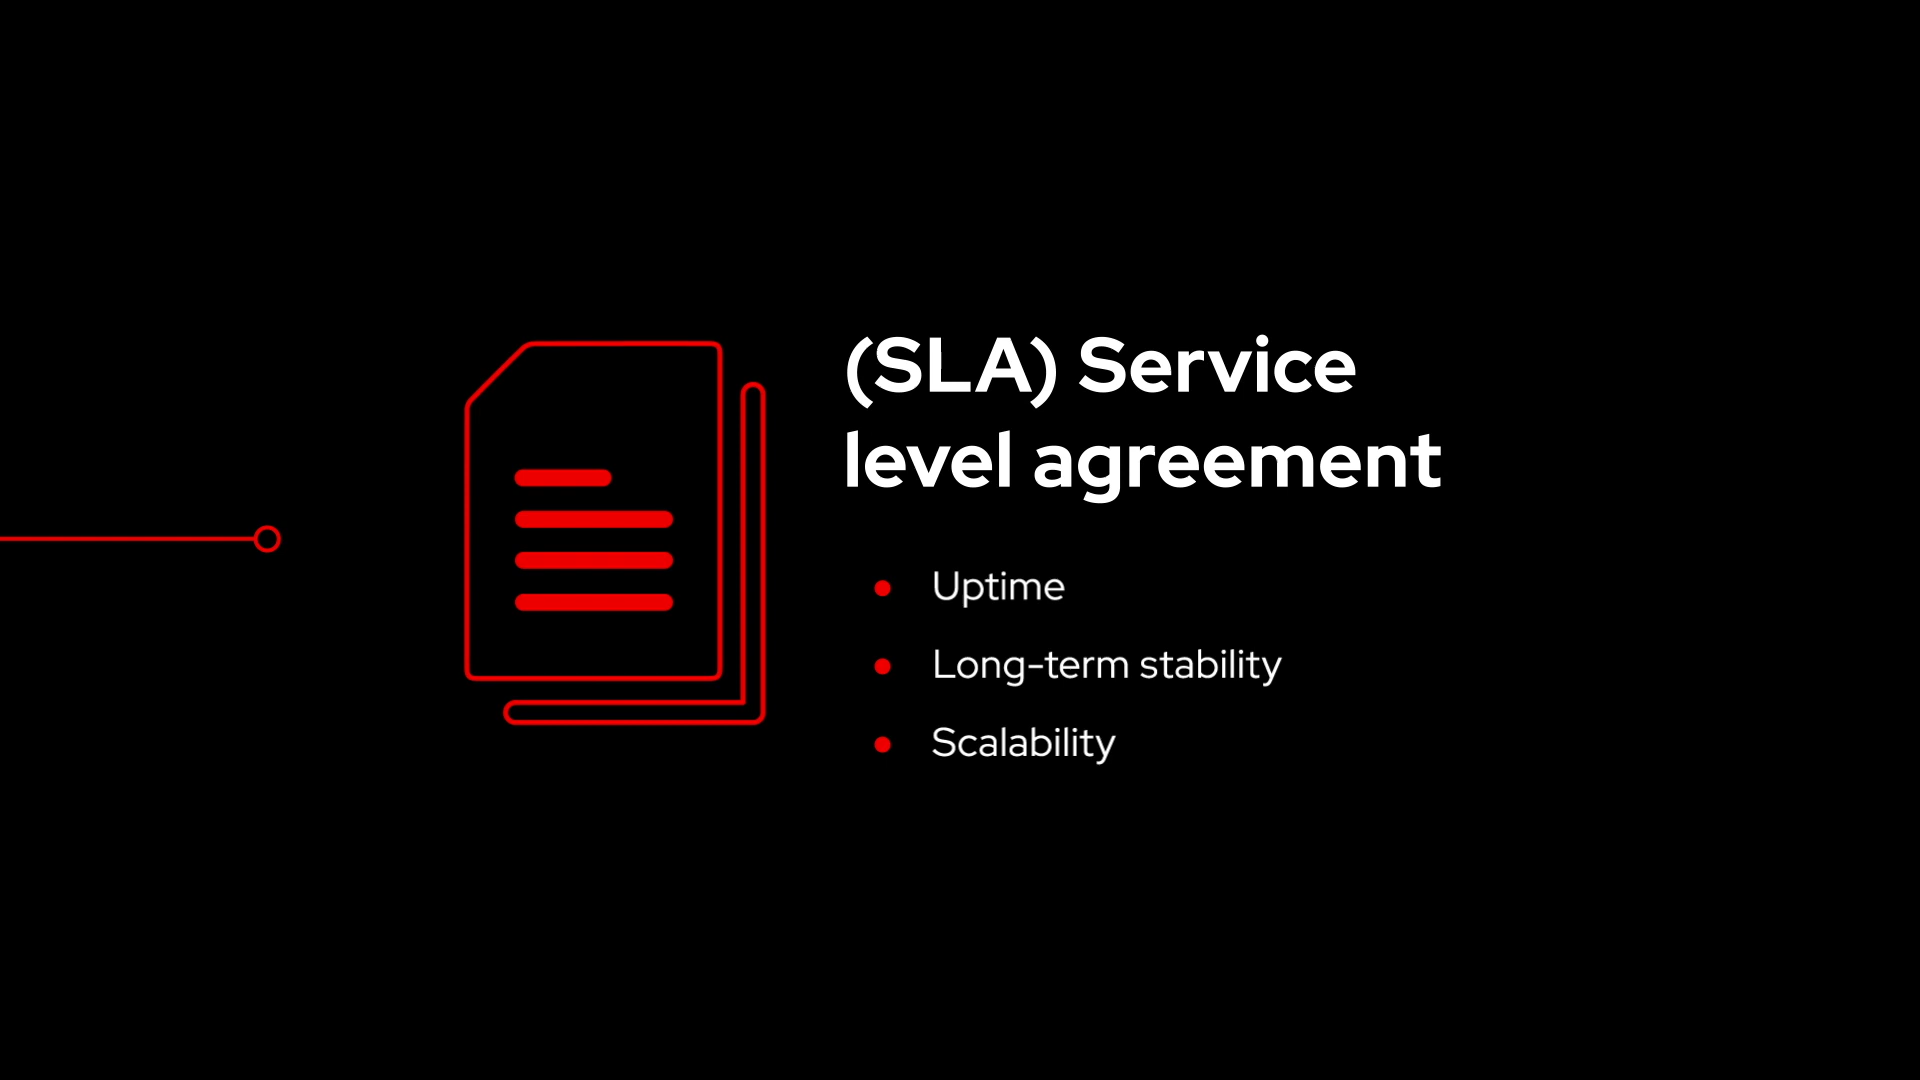 (SLA) Service
level agreement
Uptime
Long-term stability
Scalability